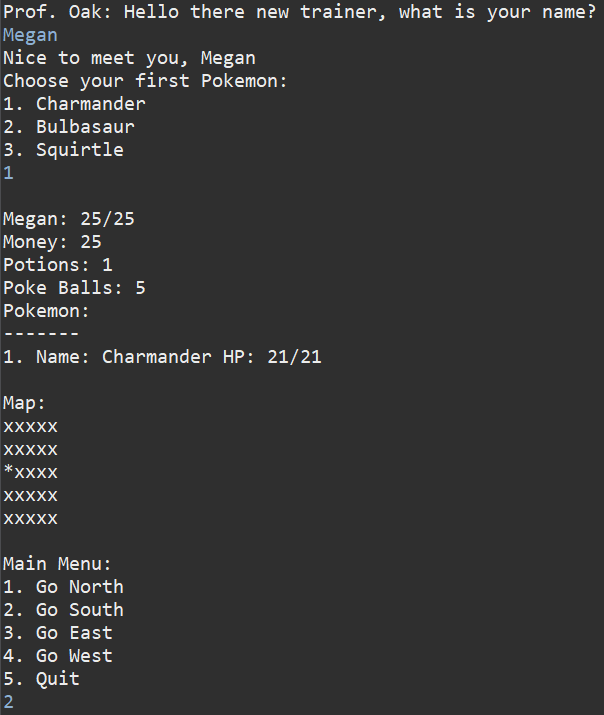 Prof. Oak: Hello there new trainer, what is your name?
Megan
Nice to meet you, Megan
Choose your first Pokemon:
1. Charmander
2. Bulbasaur
3. Squirtle
1
Megan: 25/25
Money: 25
Potions: 1
Poke Balls: 5
Pokemon:
-------
1. Name: Charmander HP: 21/21
Map:
xxxxx
xxxxx
*xxxx
xxxxx
xxxxx
Main Menu:
1. Go North
2. Go South
3. Go East
4. Go West
5. Quit
2